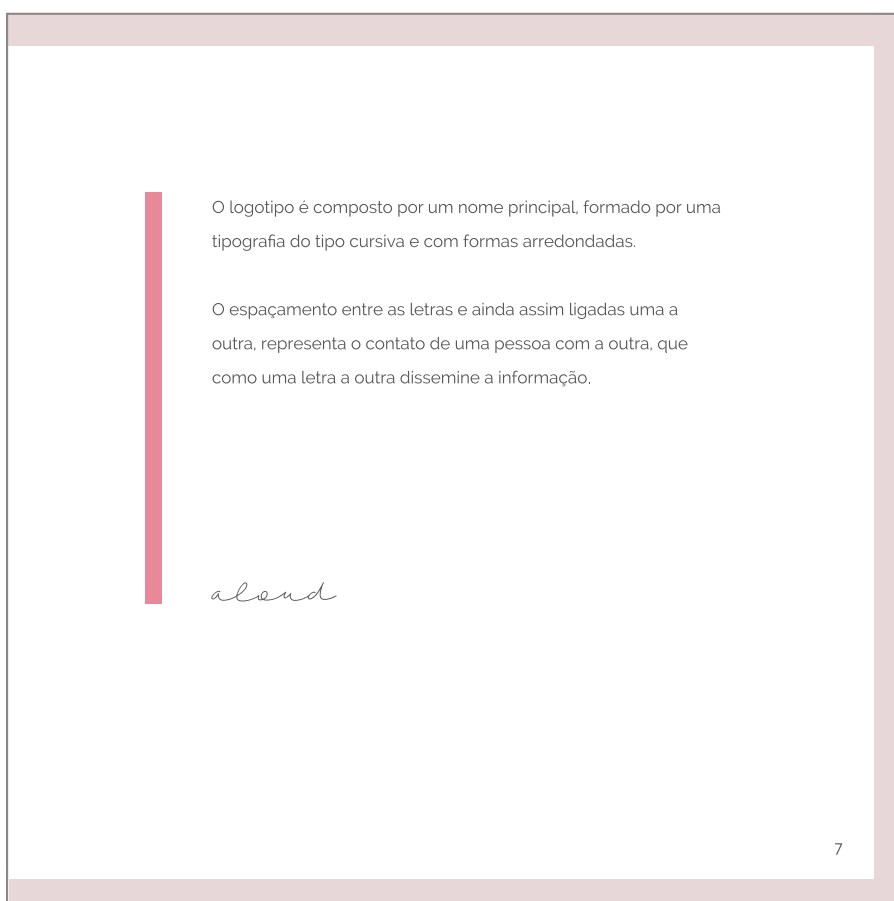 O logotipo é composto por um nome principal, formado por uma
tipografia do tipo cursiva e com formas arredondadas.
O espaçamento entre as letras e ainda assim ligadas uma a
outra, representa o contato de uma pessoa com a outra, que
como uma letra a outra dissemine a informação.
aloud
7